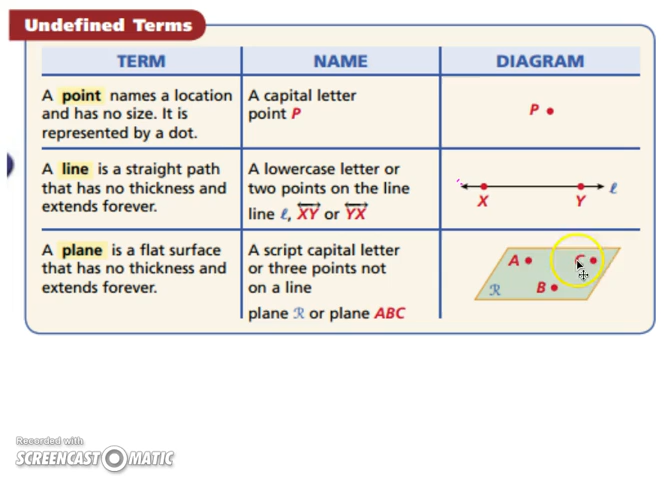 Undefined Terms
TERM
NAME
DIAGRAM
A point names a location
and has no size. It is
represented by a dot.
A capital letter
point P
P
A line is a straight path
that has no thickness and
extends forever.
A lowercase letter or
two points on the line
line ℓ, XY or YX
X
Y
ℓ
A plane is a flat surface
that has no thickness and
extends forever.
A script capital letter
or three points not
on a line
plane ℛ or plane ABC
A
C
B
ℛ
Recorded with
SCREENCAST-O-MATIC